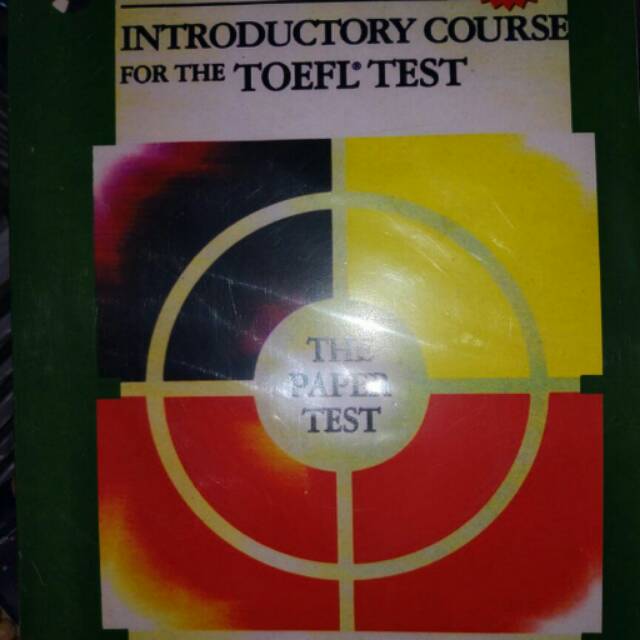 INTRODUCTORY COURSE
FOR THE TOEFL® TEST
THE
PAPER
TEST